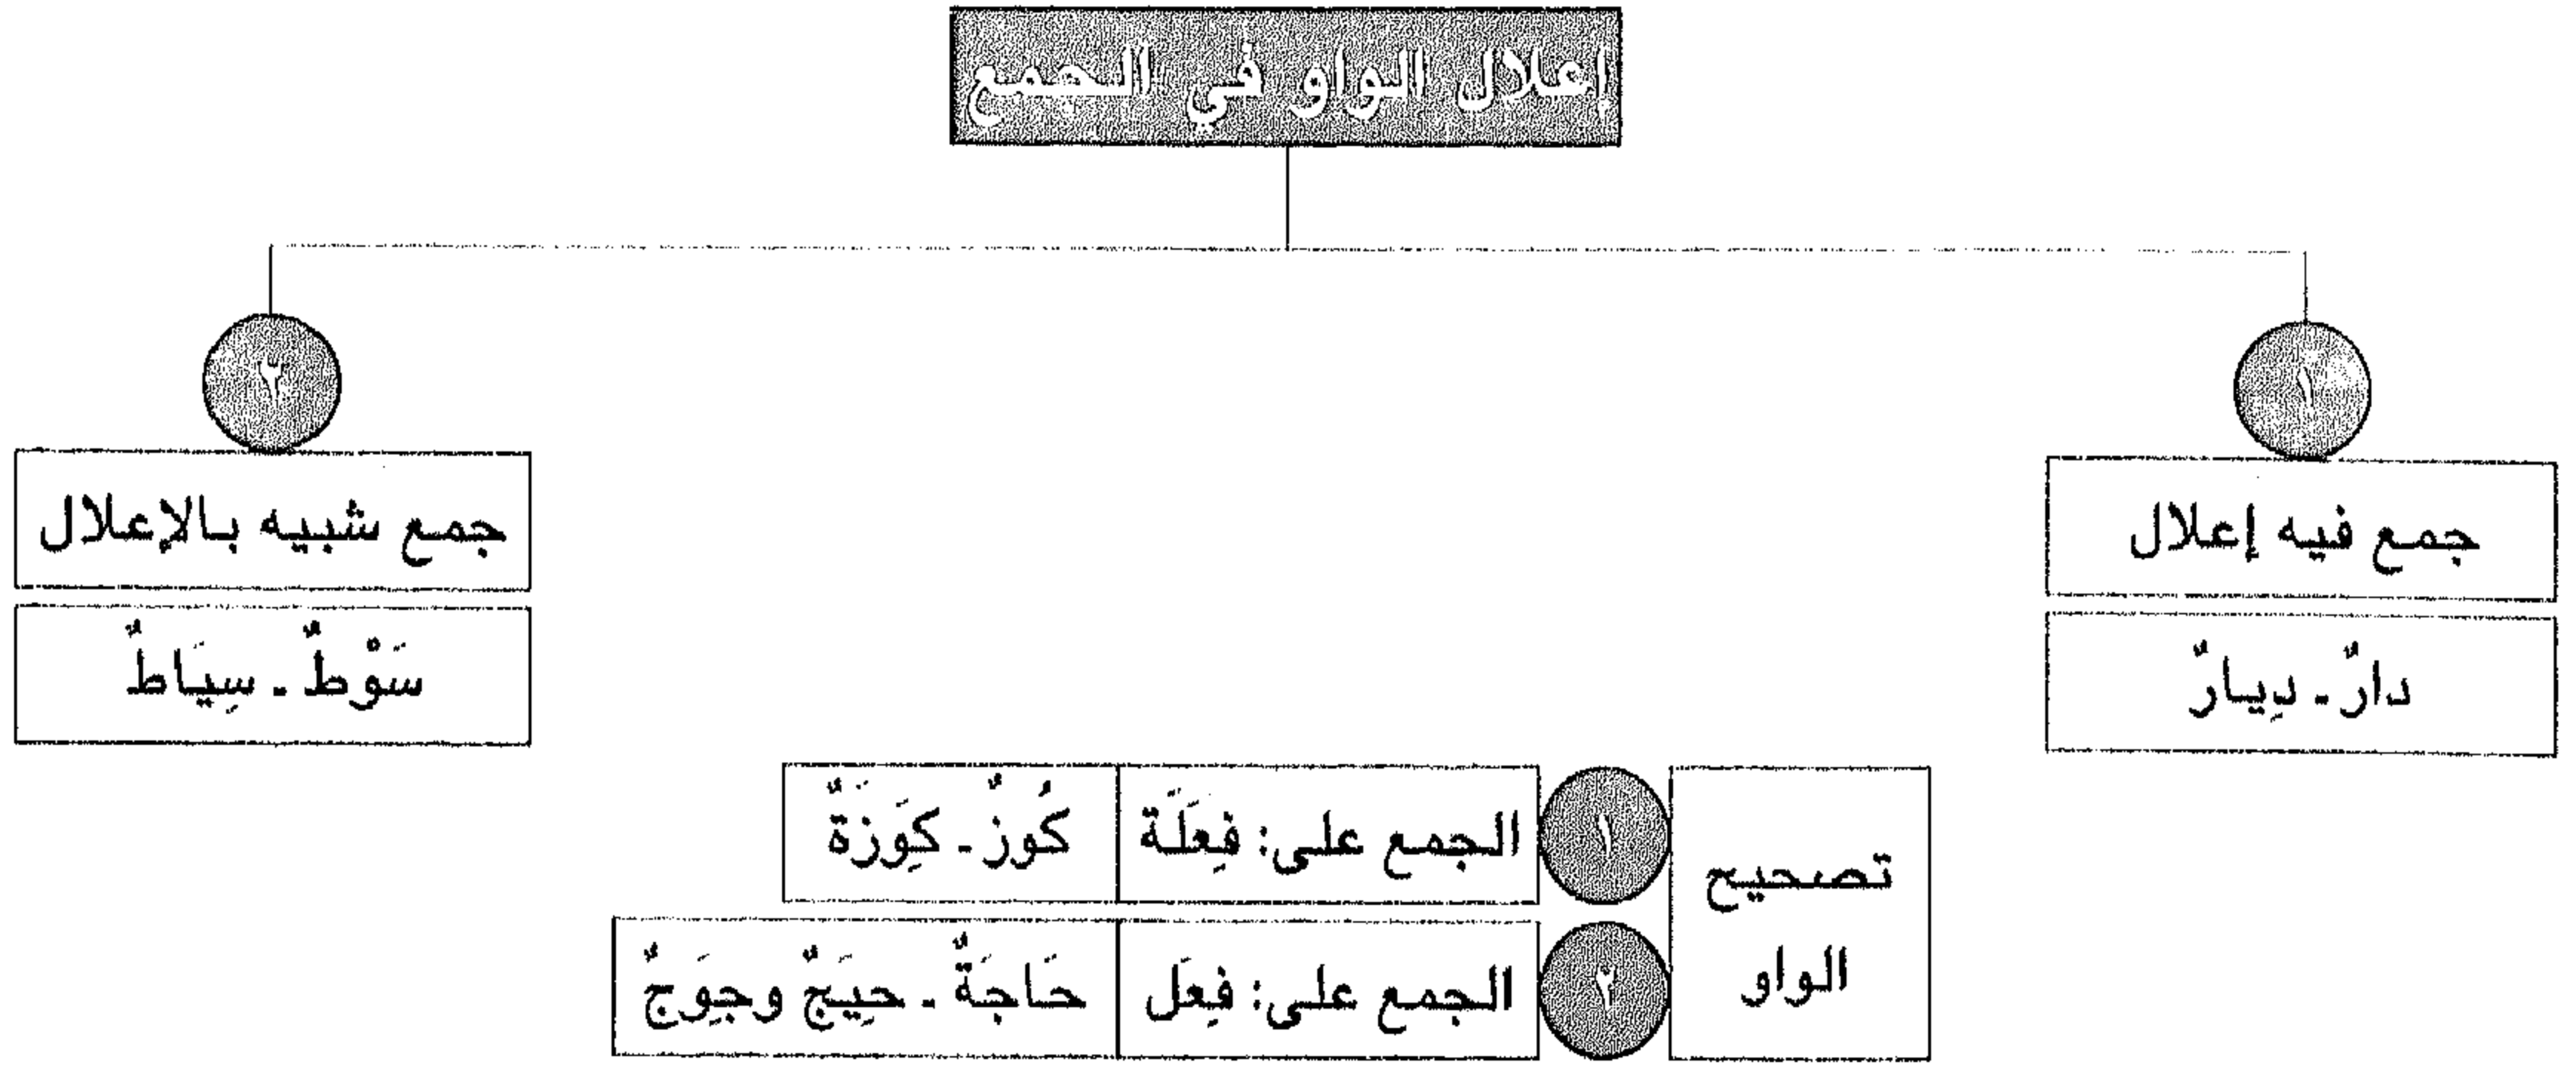 إعلال الواو في الجمع
١
٢
جمع فيه إعلال
جمع شبيه بالإعلال
دارٌ - دِيارٌ
سَوْطٌ - سِيَاطٌ
تصحيح
الواو
١
الجمع على: فِعَلَة
كُوزٌ - كِوَزَةٌ
٢
الجمع على: فِعَل
حَاجَةٌ - حِيَجٌ وجِوَجٌ